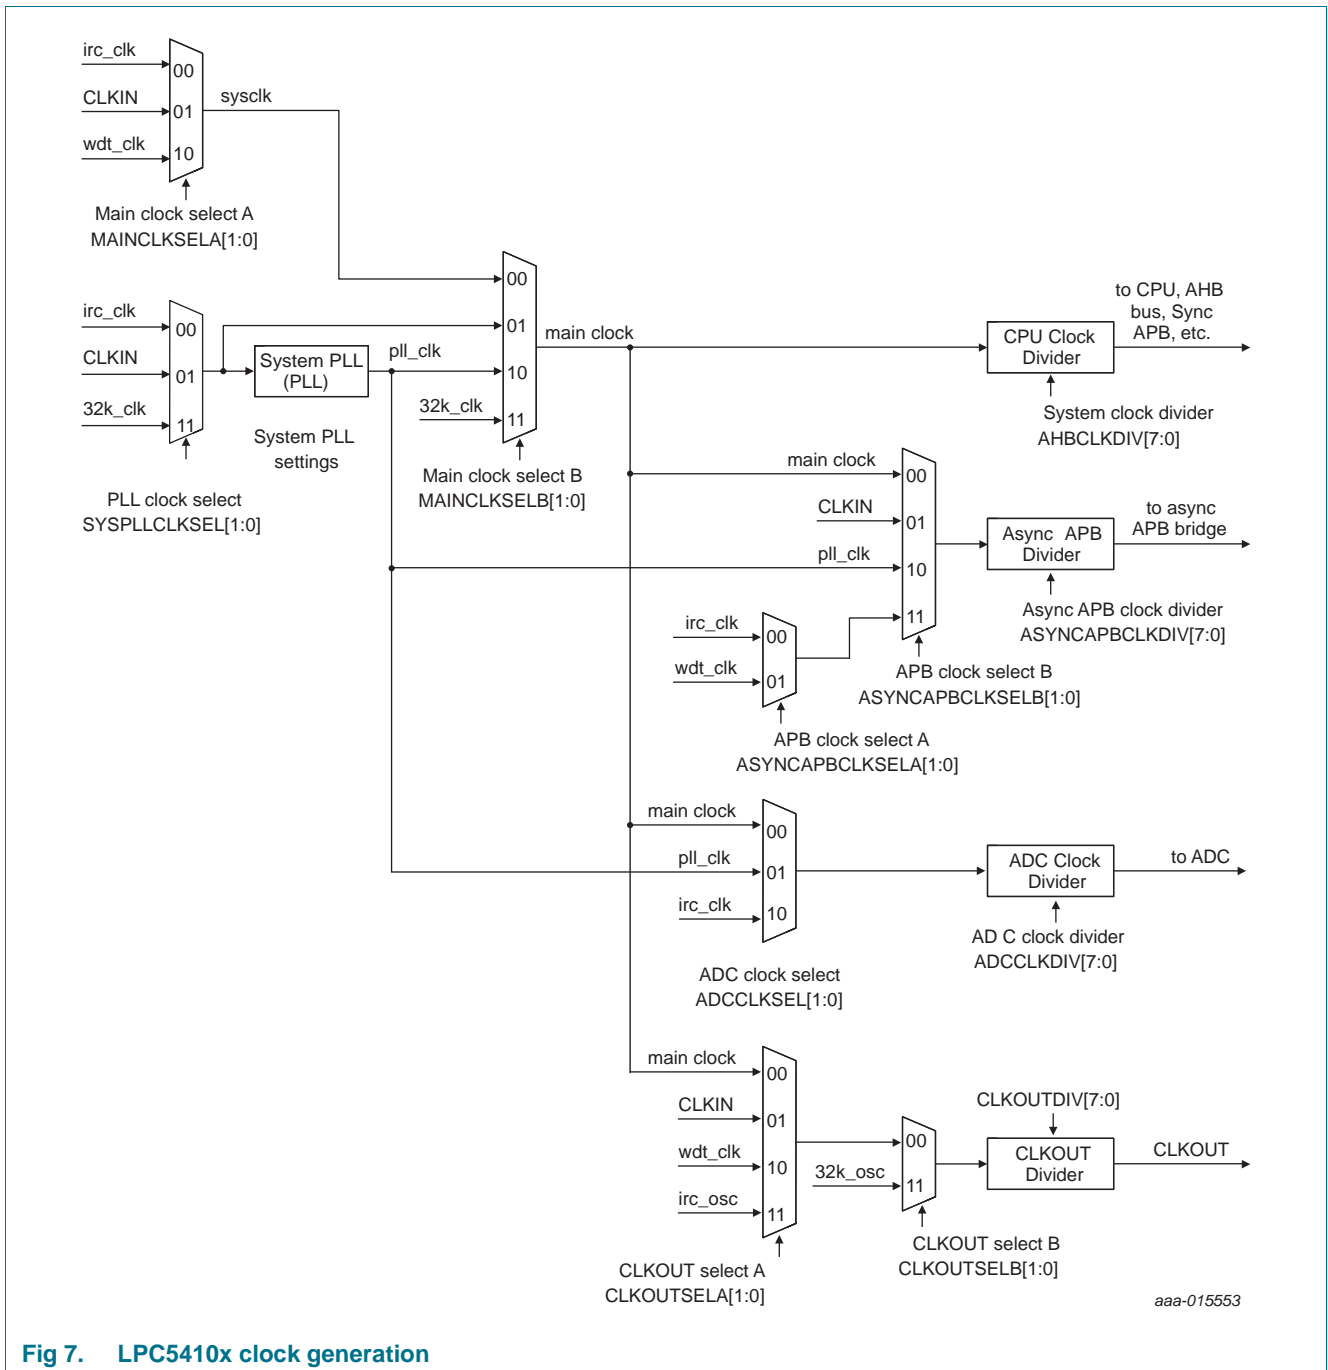 irc_clk
00
CLKIN
01
sysclk
wdt_clk
10
Main clock select A
MAINCLKSELA[1:0]
irc_clk
00
CLKIN
01
32k_clk
11
System PLL
(PLL)
pll_clk
System PLL
settings
PLL clock select
SYSPLLCLKSEL[1:0]
00
01
10
32k_clk
11
main clock
Main clock select B
MAINCLKSELB[1:0]
CPU Clock
Divider
to CPU, AHB
bus, Sync
APB, etc.
System clock divider
AHBCLKDIV[7:0]
main clock
00
CLKIN
01
pll_clk
10
11
irc_clk
00
wdt_clk
01
APB clock select B
ASYNCAPBCLKSELB[1:0]
APB clock select A
ASYNCAPBCLKSELA[1:0]
Async APB
Divider
to async
APB bridge
Async APB clock divider
ASYNCAPBCLKDIV[7:0]
main clock
00
pll_clk
01
irc_clk
10
ADC clock select
ADCCLKSEL[1:0]
ADC Clock
Divider
to ADC
AD C clock divider
ADCCLKDIV[7:0]
main clock
00
CLKIN
01
wdt_clk
10
irc_osc
11
CLKOUT select A
CLKOUTSELA[1:0]
00
32k_osc
11
CLKOUT select B
CLKOUTSELB[1:0]
CLKOUTDIV[7:0]
CLKOUT
Divider
CLKOUT
aaa-015553
Fig 7. LPC5410x clock generation